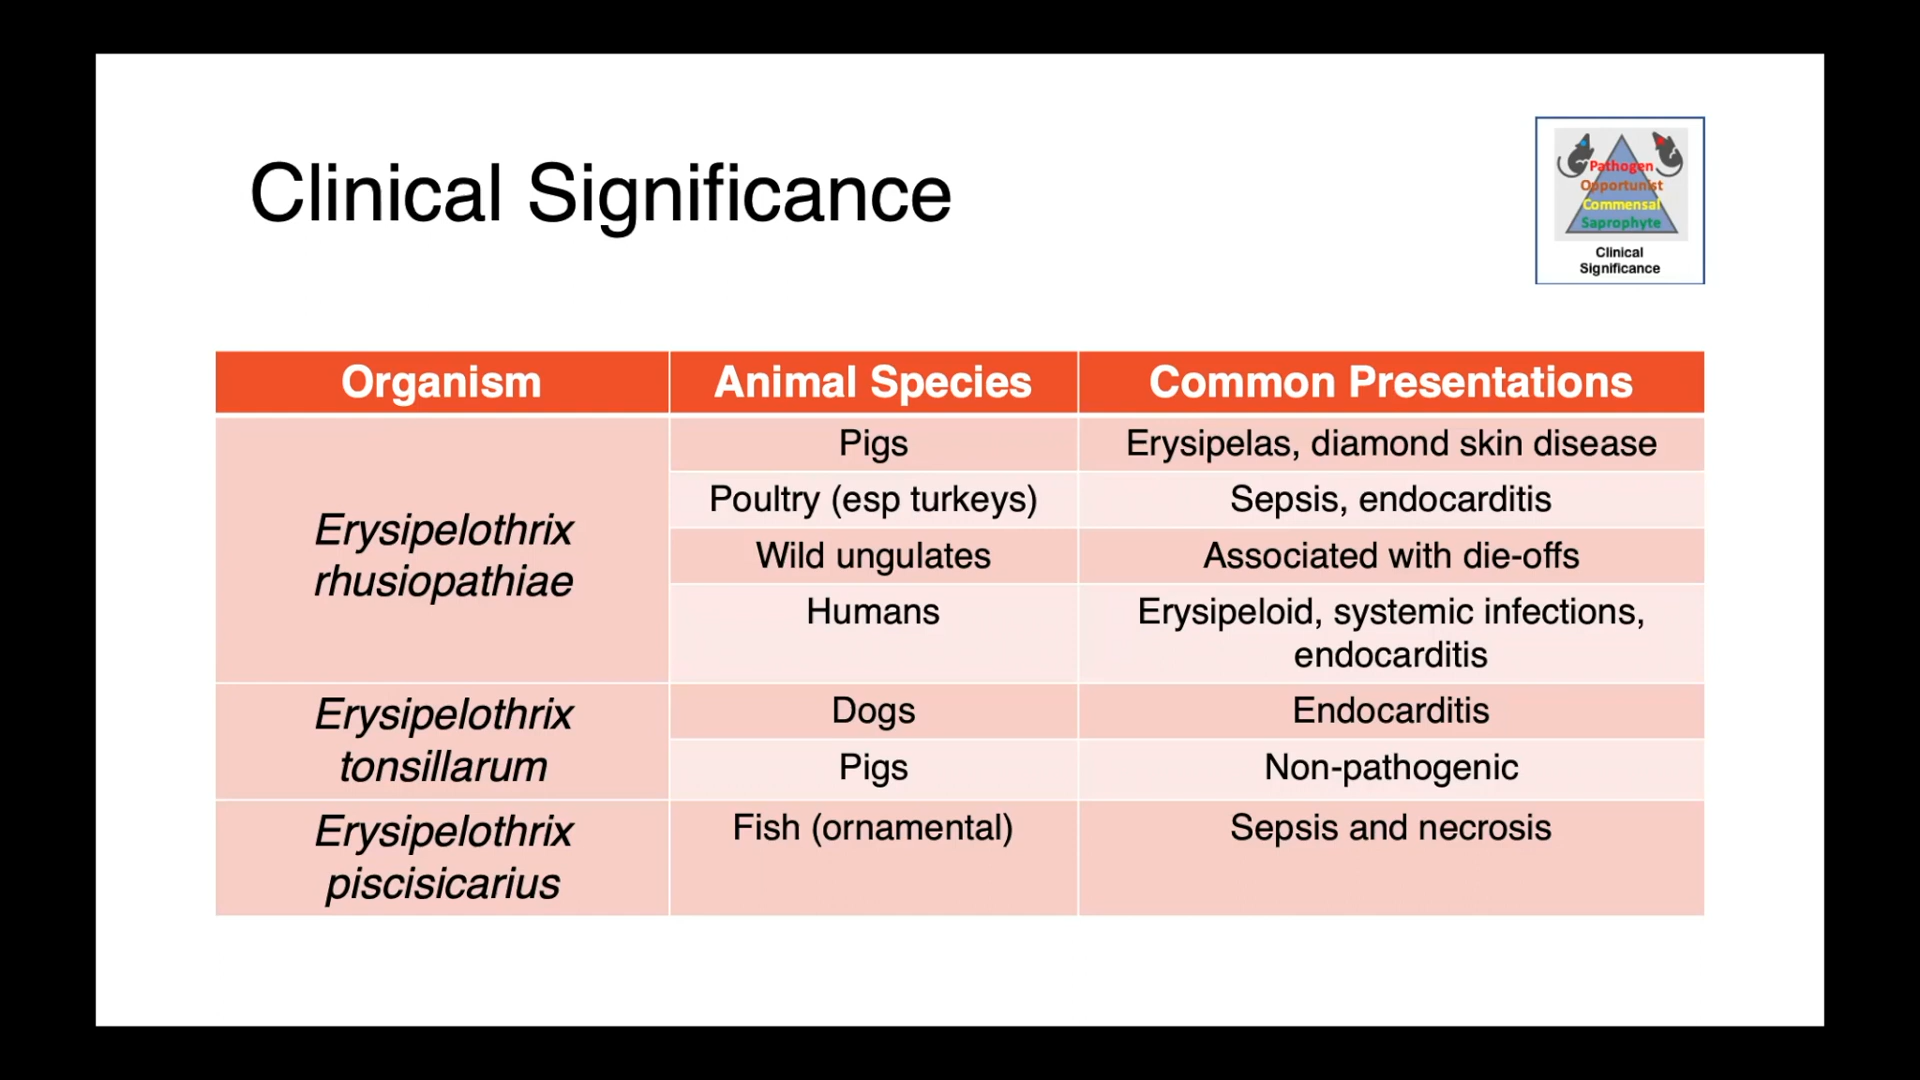 Clinical Significance
Pathogen
Opportunist
Commensal
Saprophyte
Clinical
Significance
Organism
Animal Species
Common Presentations
Erysipelothrix
rhusiopathiae
Pigs
Erysipelas, diamond skin disease
Poultry (esp turkeys)
Sepsis, endocarditis
Wild ungulates
Associated with die-offs
Humans
Erysipeloid, systemic infections,
endocarditis
Erysipelothrix
tonsillarum
Dogs
Endocarditis
Pigs
Non-pathogenic
Erysipelothrix
piscisicarius
Fish (ornamental)
Sepsis and necrosis